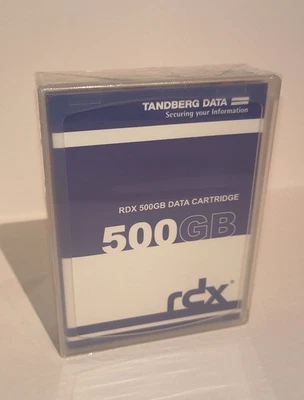 TANDBERG DATA
Securing your Information
RDX 500GB DATA CARTRIDGE
500GB
rdx®